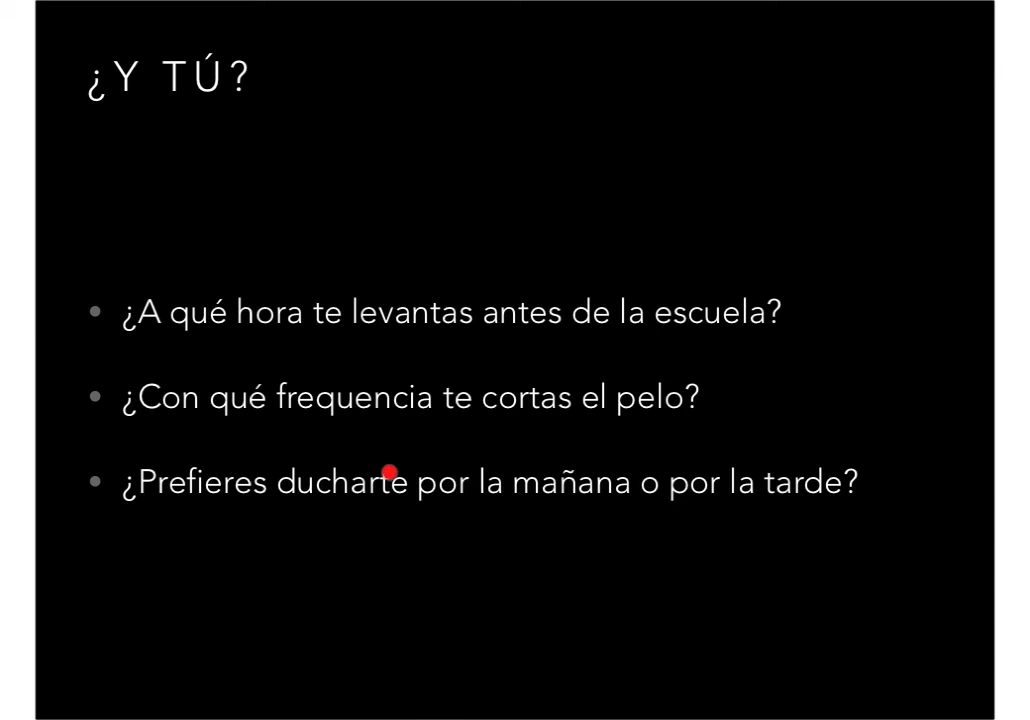 ¿Y TÚ?
• ¿A qué hora te levantas antes de la escuela?
• ¿Con qué frequencia te cortas el pelo?
• ¿Prefieres ducharte por la mañana o por la tarde?